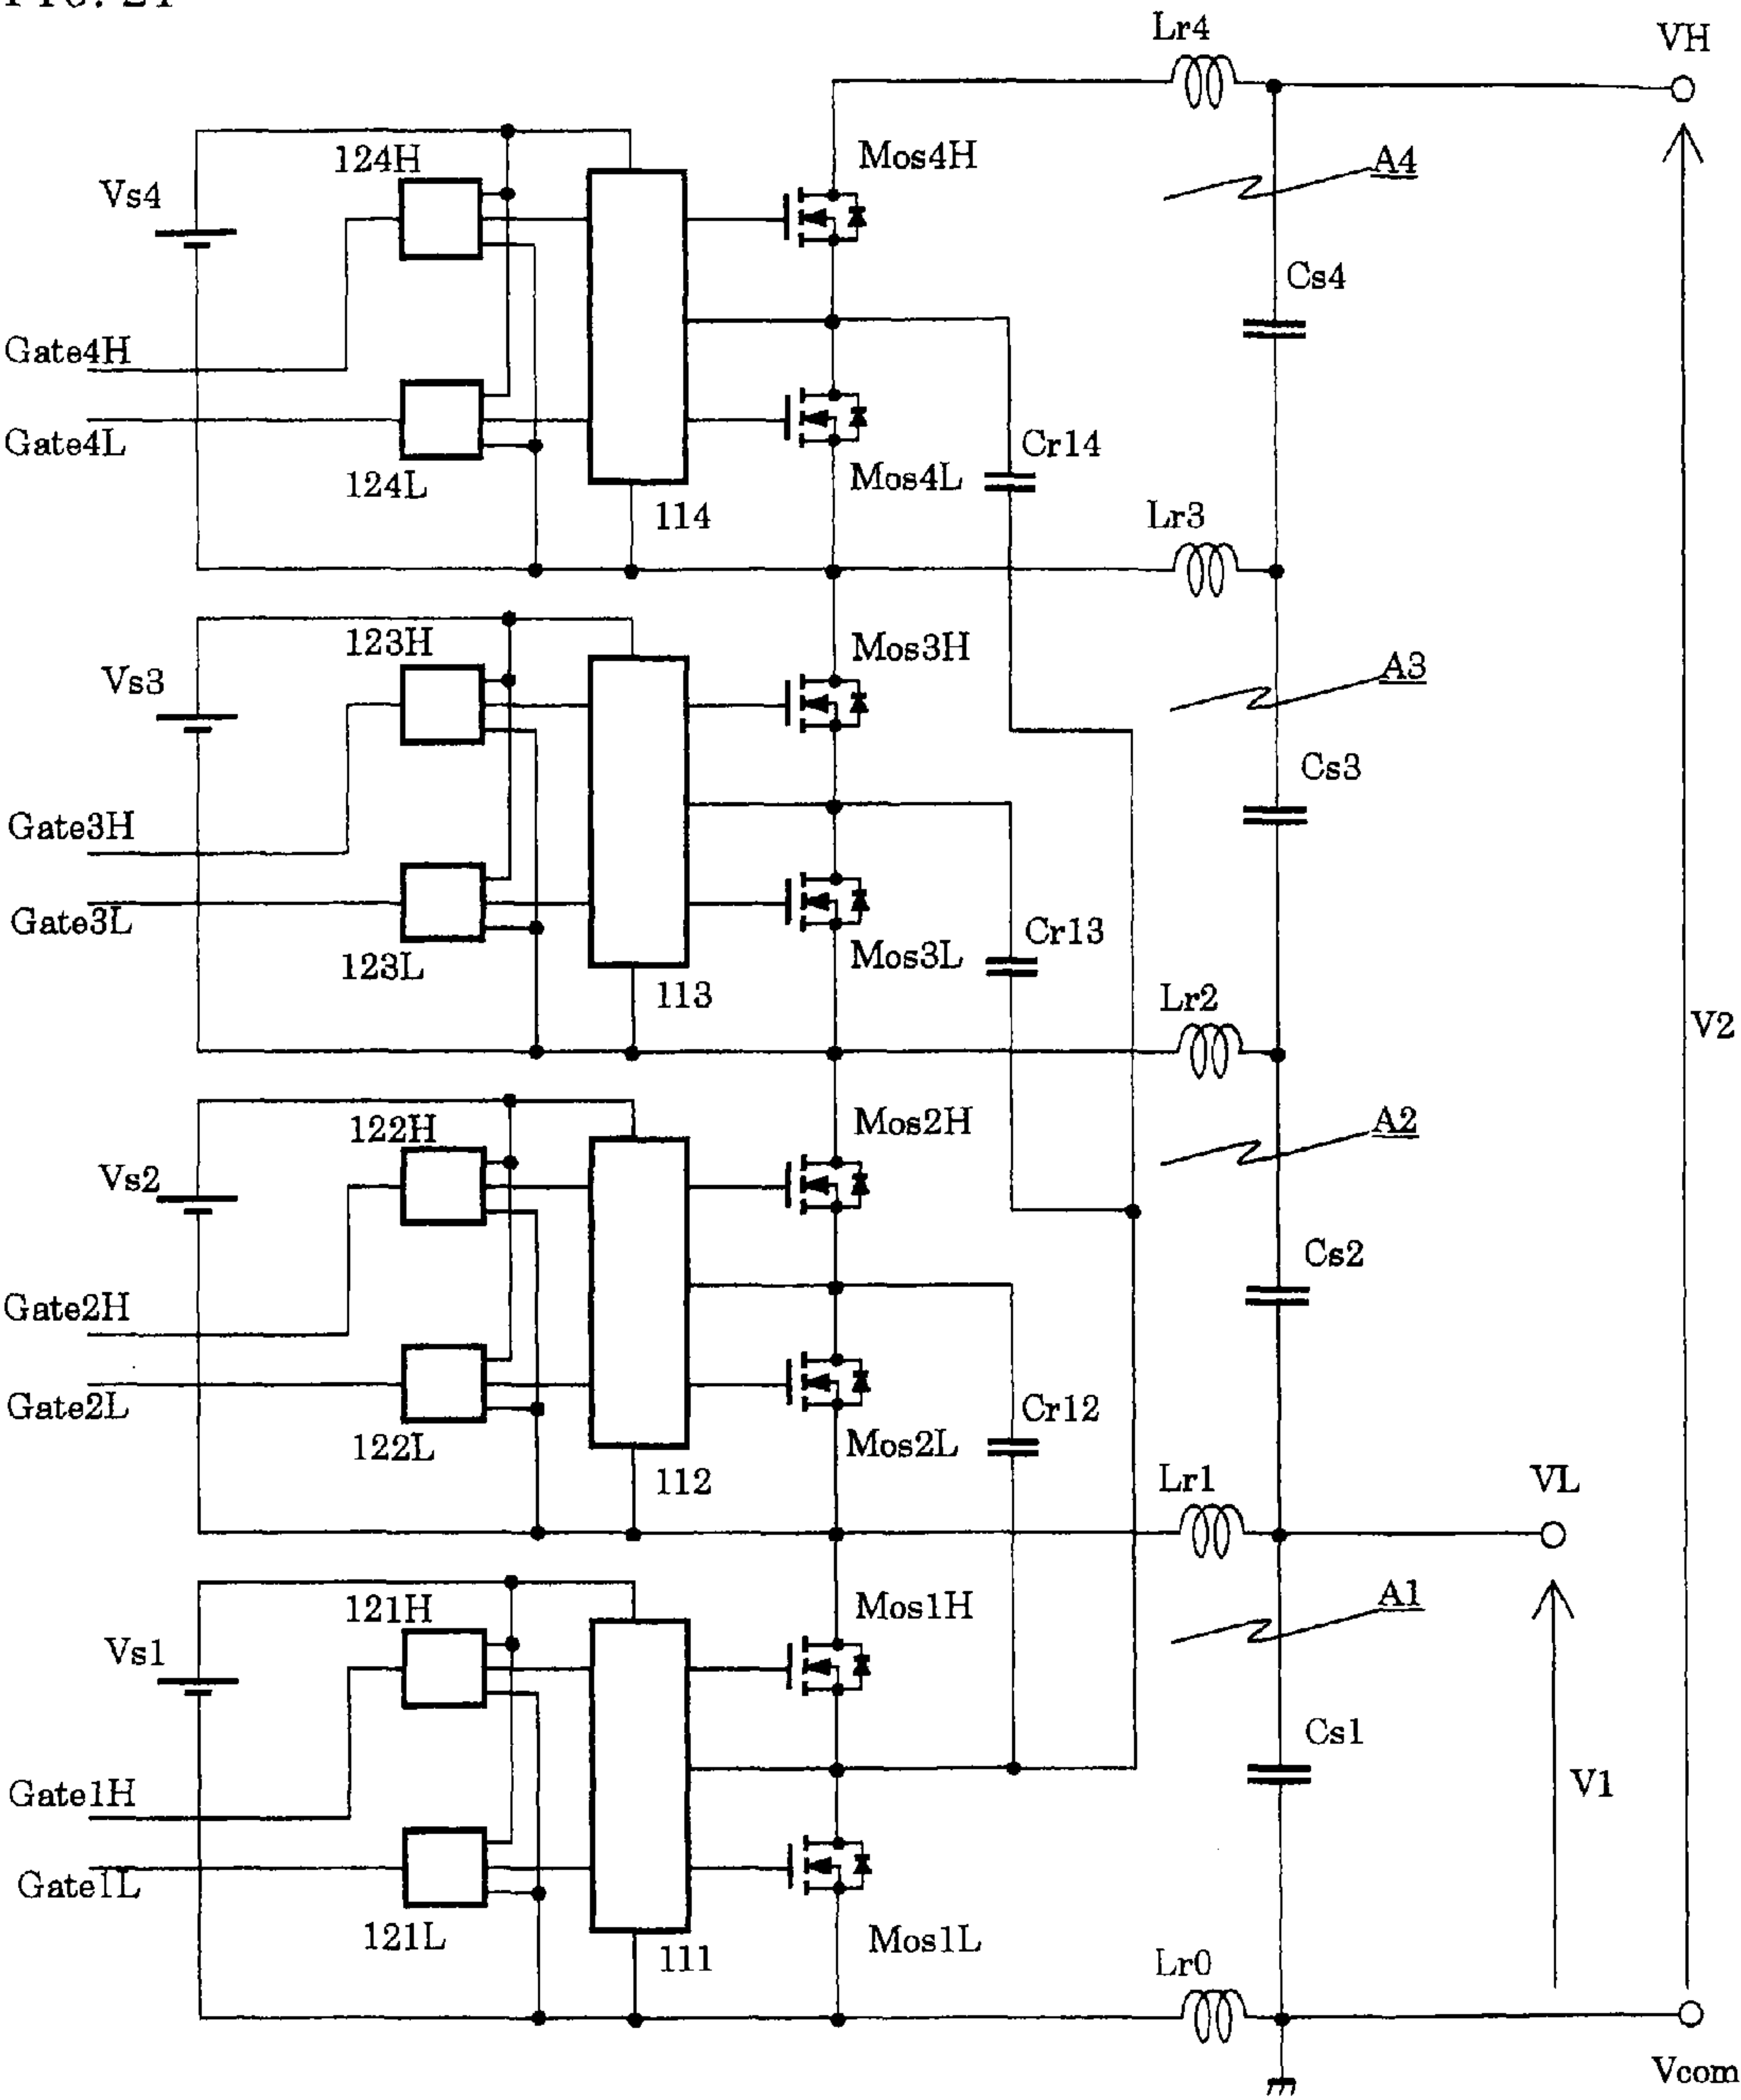 Lr4
VH
124H
Mos4H
A4
Vs4
Cs4
Gate4H
Gate4L
Cr14
124L
Mos4L
114
Lr3
123H
Mos3H
A3
Vs3
Cs3
Gate3H
Gate3L
Cr13
123L
Mos3L
113
Lr2
V2
122H
Mos2H
A2
Vs2
Cs2
Gate2H
Gate2L
Cr12
122L
Mos2L
112
Lr1
VL
121H
Mos1H
A1
Vs1
Cs1
Gate1H
V1
Gate1L
121L
Mos1L
111
Lr0
Vcom